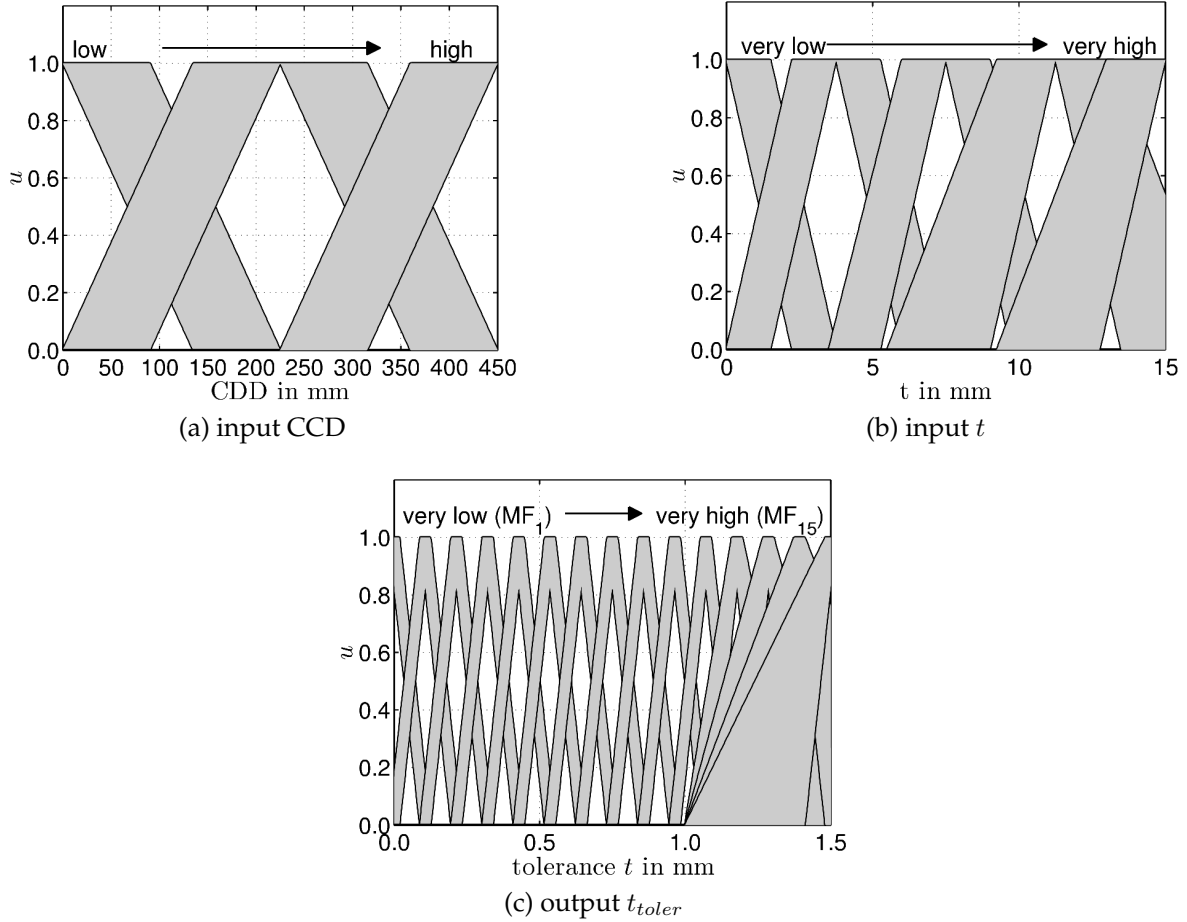 low high
1.0
0.8
0.6
0.4
0.2
0.0
u
0 50 100 150 200 250 300 350 400 450
CDD in mm
(a) input CCD
very low very high
1.0
0.8
0.6
0.4
0.2
0.0
u
0 5 10 15
t in mm
(b) input t
very low (MF1) very high (MF15)
1.0
0.8
0.6
0.4
0.2
0.0
u
0.0 0.5 1.0 1.5
tolerance t in mm
(c) output ttoler